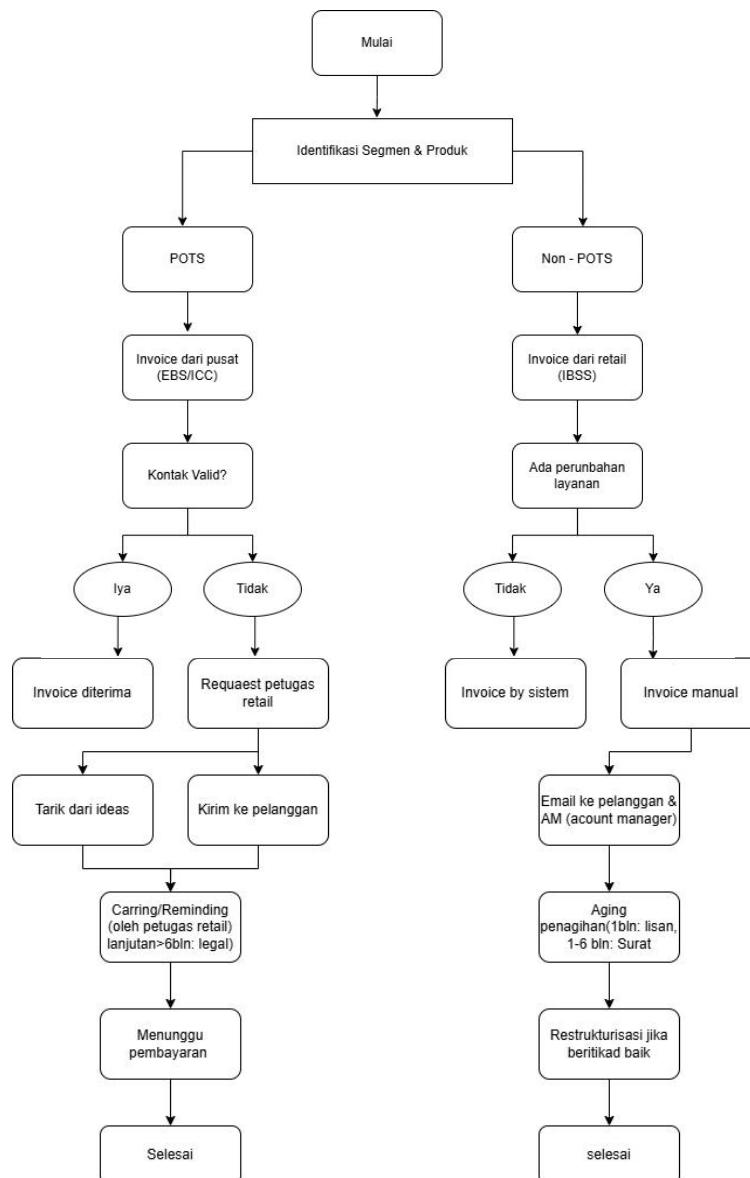 Mulai
Identifikasi Segmen & Produk
POTS
Non - POTS
Invoice dari pusat
(EBS/ICC)
Invoice dari retail
(IBSS)
Kontak Valid?
Ada perunbahan
layanan
Iya
Tidak
Tidak
Ya
Invoice diterima
Requaest petugas
retail
Invoice by sistem
Invoice manual
Tarik dari ideas
Kirim ke pelanggan
Email ke pelanggan &
AM (acount manager)
Carring/Reminding
(oleh petugas retail)
lanjutan>6bln: legal)
Aging
penagihan(1bln: lisan,
1-6 bln: Surat
Menunggu
pembayaran
Restrukturisasi jika
beritikad baik
Selesai
selesai